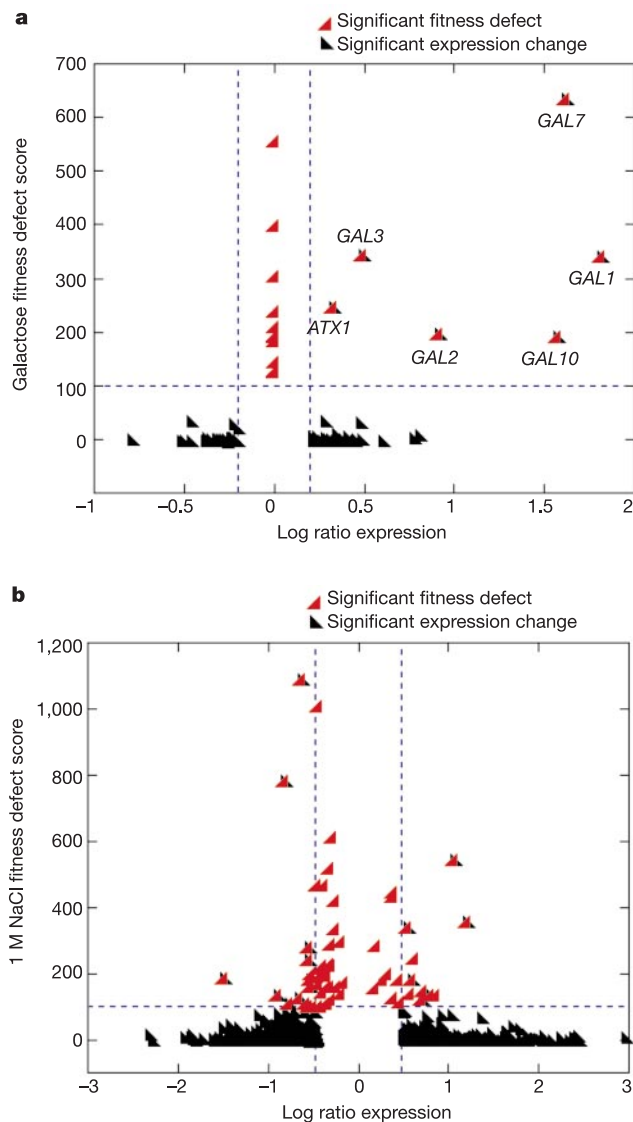 a
Significant fitness defect
Significant expression change
700
600
500
400
300
200
100
0
Galactose fitness defect score
GAL7
GAL3
GAL1
ATX1
GAL2
GAL10
−1
−0.5
0
0.5
1
1.5
2
Log ratio expression
b
Significant fitness defect
Significant expression change
1,200
1,000
800
600
400
200
0
1 M NaCl fitness defect score
−3
−2
−1
0
1
2
3
Log ratio expression